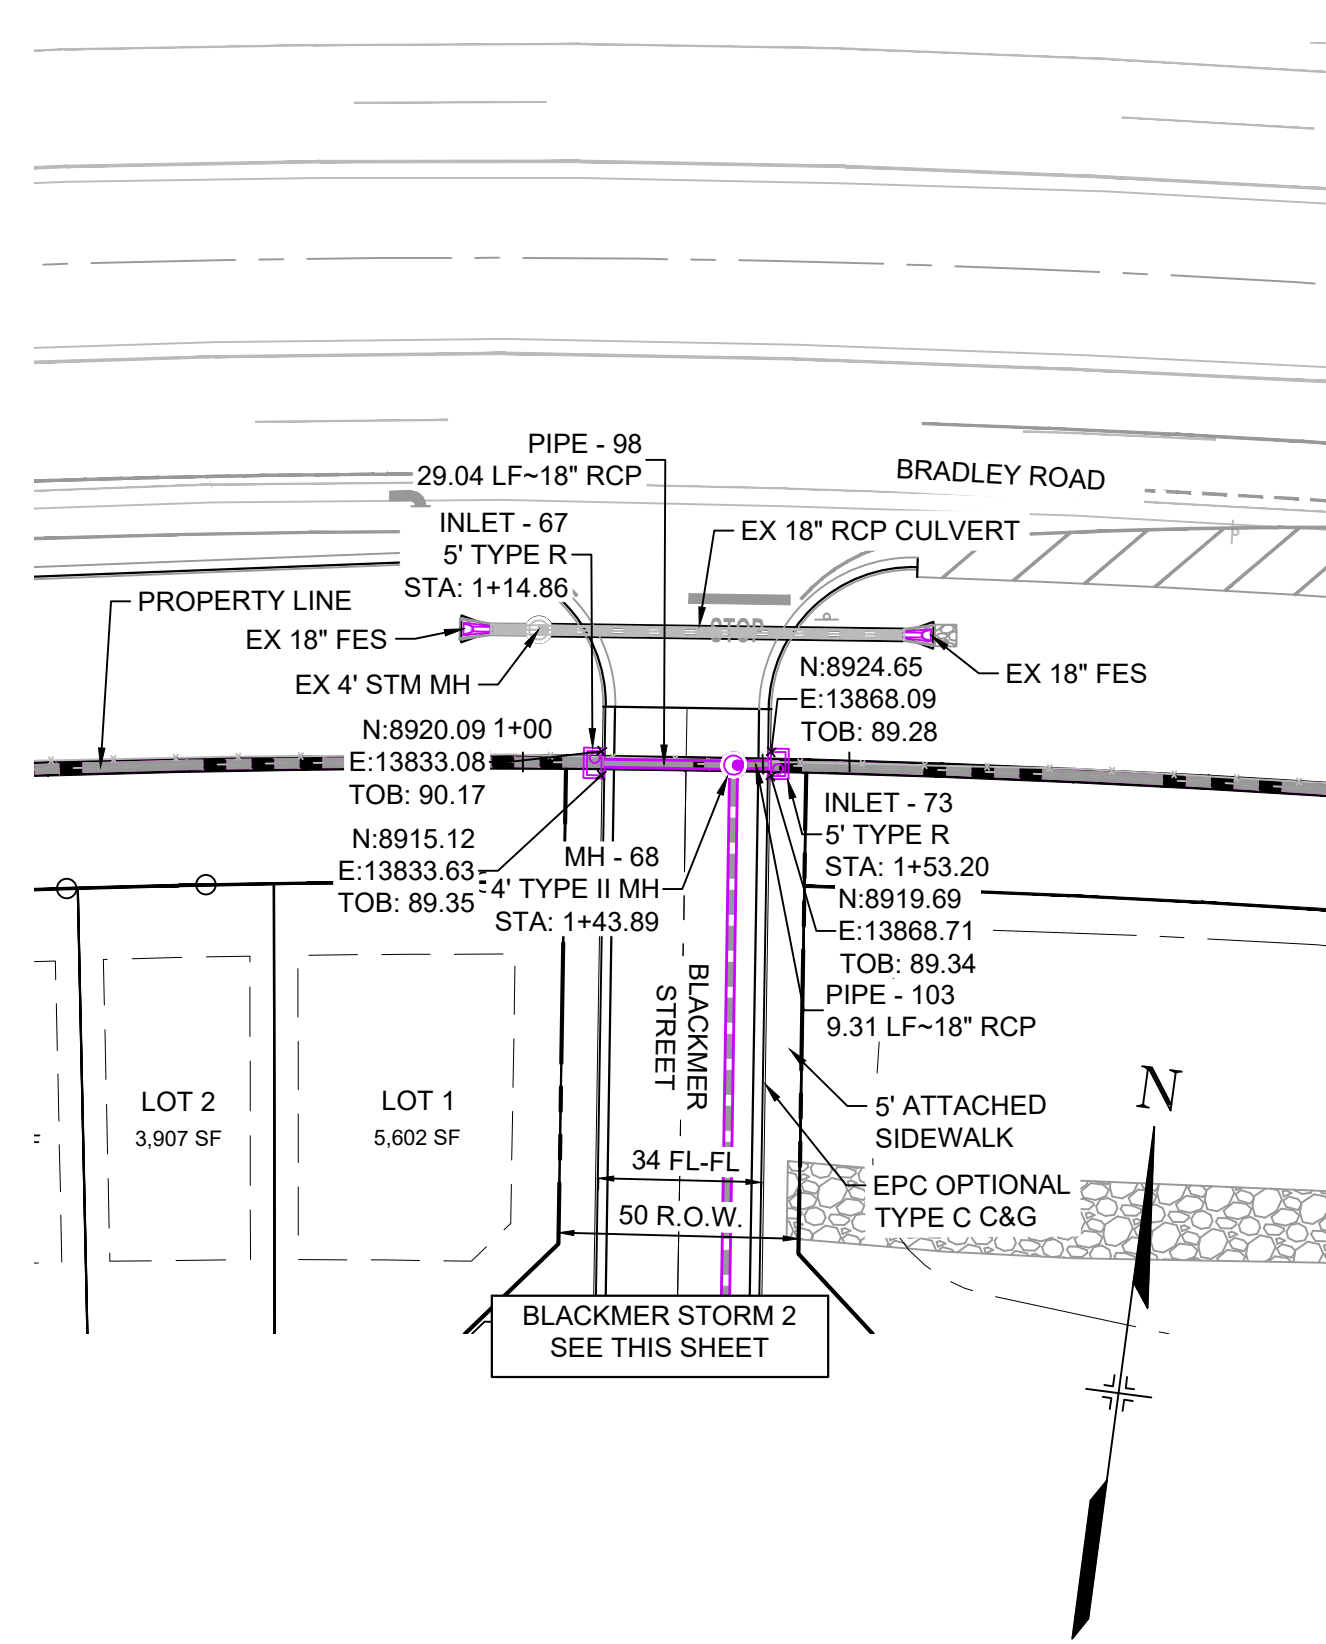 PIPE - 98
29.04 LF~18" RCP
BRADLEY ROAD
INLET - 67
5' TYPE R
STA: 1+14.86
EX 18" RCP CULVERT
PROPERTY LINE
STOP
EX 18" FES
EX 4' STM MH
EX 18" FES
N:8924.65
E:13868.09
TOB: 89.28
N:8920.09
E:13833.08
TOB: 90.17
1+00
N:8915.12
E:13833.63
TOB: 89.35
MH - 68
4' TYPE II MH
STA: 1+43.89
INLET - 73
5' TYPE R
STA: 1+53.20
N:8919.69
E:13868.71
TOB: 89.34
PIPE - 103
9.31 LF~18" RCP
BLACKMER
STREET
LOT 2
3,907 SF
LOT 1
5,602 SF
5' ATTACHED
SIDEWALK
34 FL-FL
EPC OPTIONAL
TYPE C C&G
50 R.O.W.
N
BLACKMER STORM 2
SEE THIS SHEET